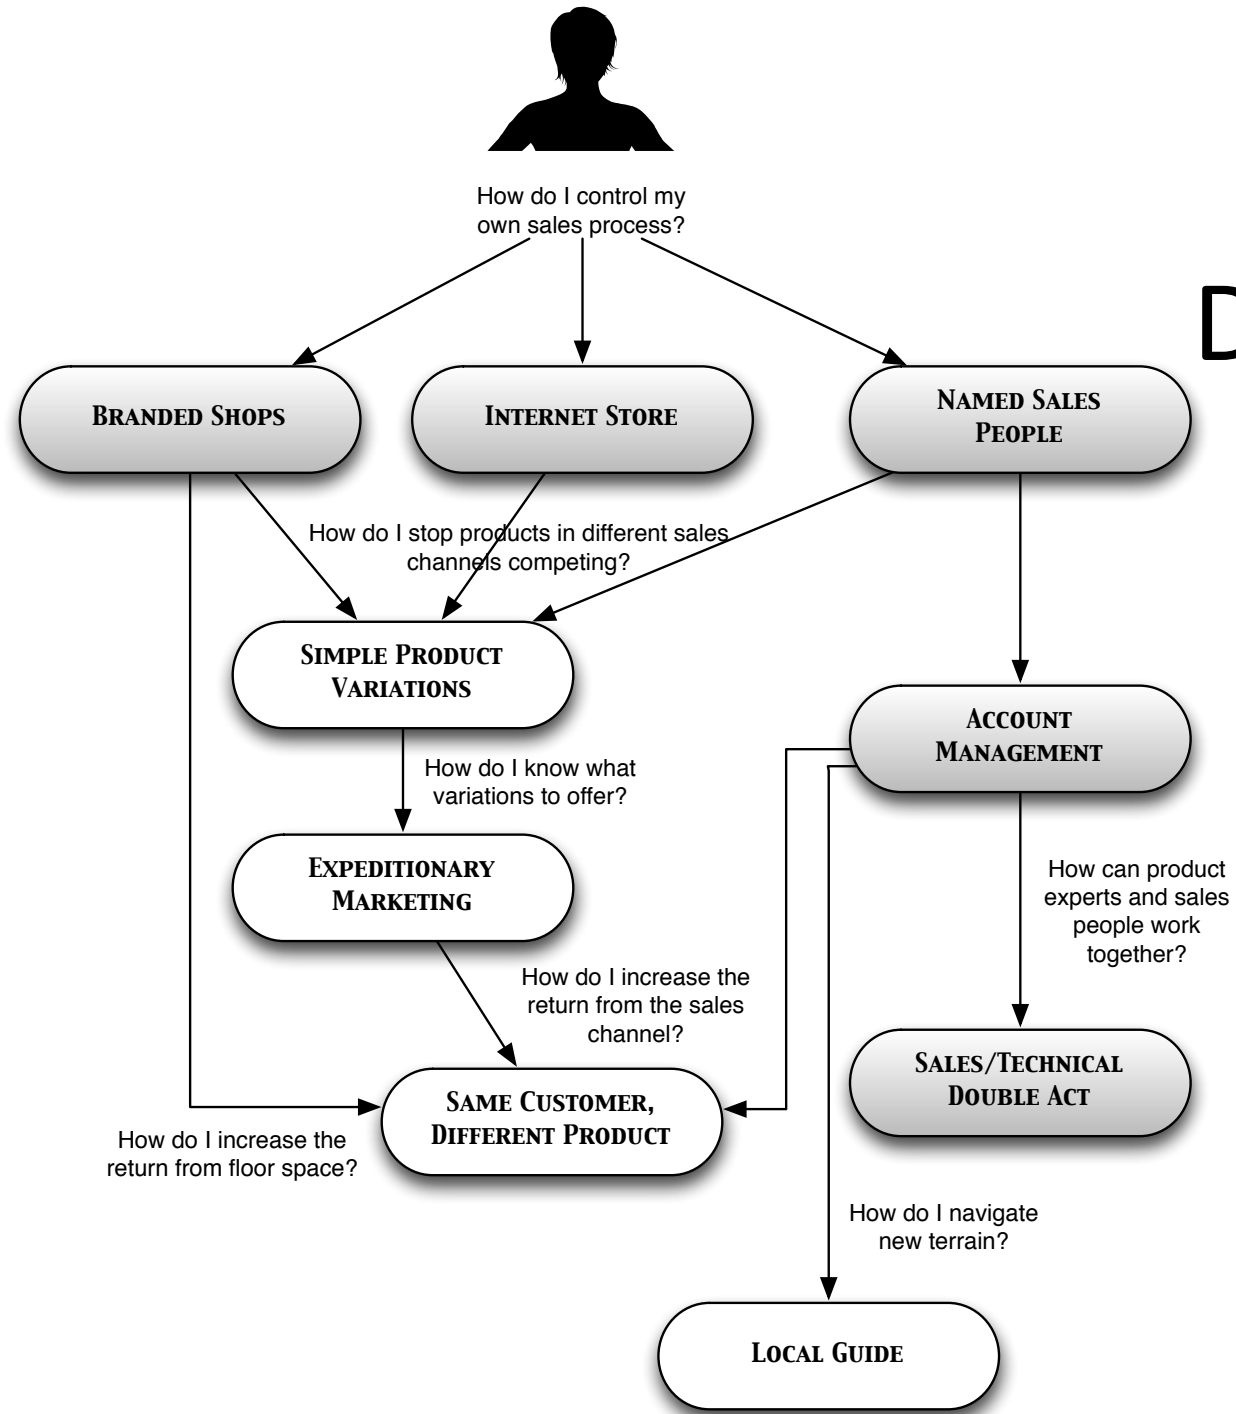 How do I control my
own sales process?
D
BRANDED SHOPS
INTERNET STORE
NAMED SALES
PEOPLE
How do I stop products in different sales
channels competing?
SIMPLE PRODUCT
VARIATIONS
ACCOUNT
MANAGEMENT
How do I know what
variations to offer?
EXPEDITIONARY
MARKETING
How can product
experts and sales
people work
together?
How do I increase the
return from the sales
channel?
SALES/TECHNICAL
DOUBLE ACT
SAME CUSTOMER,
DIFFERENT PRODUCT
How do I increase the
return from floor space?
How do I navigate
new terrain?
LOCAL GUIDE